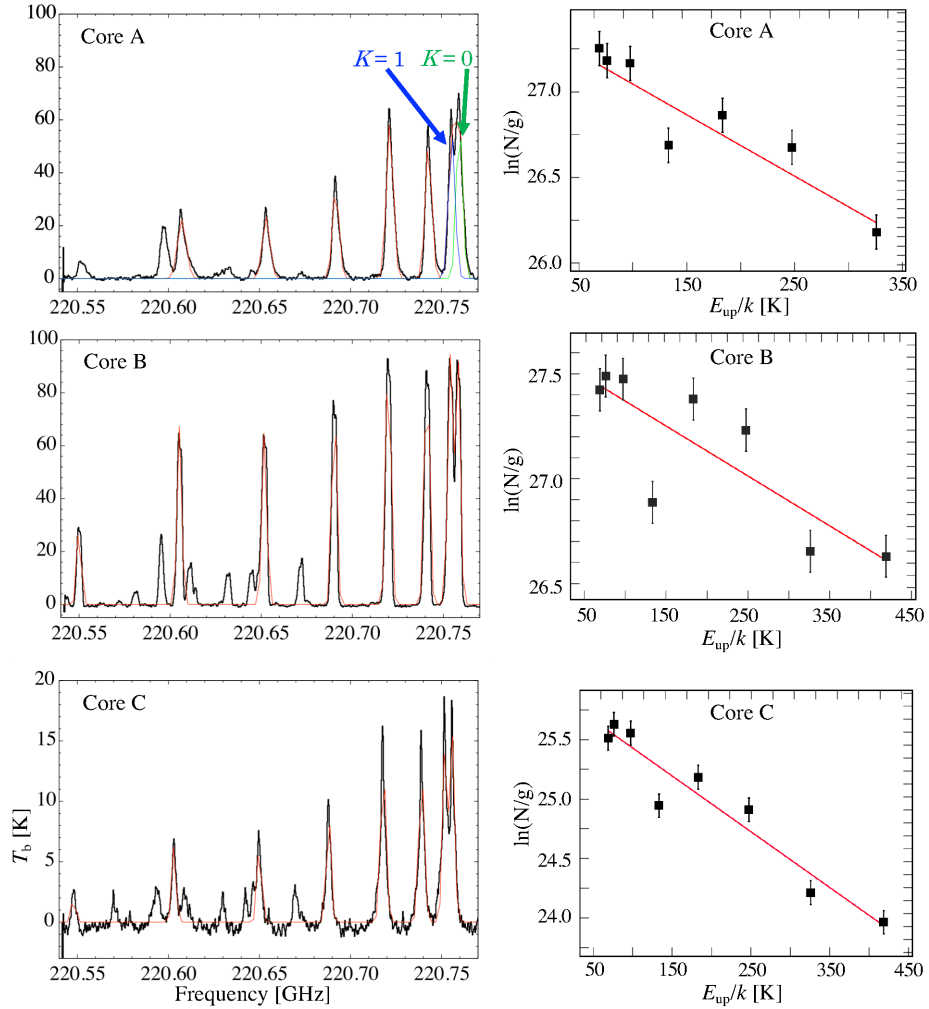 Core A
K = 1 K = 0
100
80
60
40
20
0
220.55 220.60 220.65 220.70 220.75
Core A
ln(N/g)
27.0
26.5
26.0
50 150 250 350
E_up/k [K]
Core B
100
80
60
40
20
0
220.55 220.60 220.65 220.70 220.75
Core B
ln(N/g)
27.5
27.0
26.5
50 150 250 350 450
E_up/k [K]
Core C
T_b [K]
20
15
10
5
0
220.55 220.60 220.65 220.70 220.75
Frequency [GHz]
Core C
ln(N/g)
25.5
25.0
24.5
24.0
50 150 250 350 450
E_up/k [K]